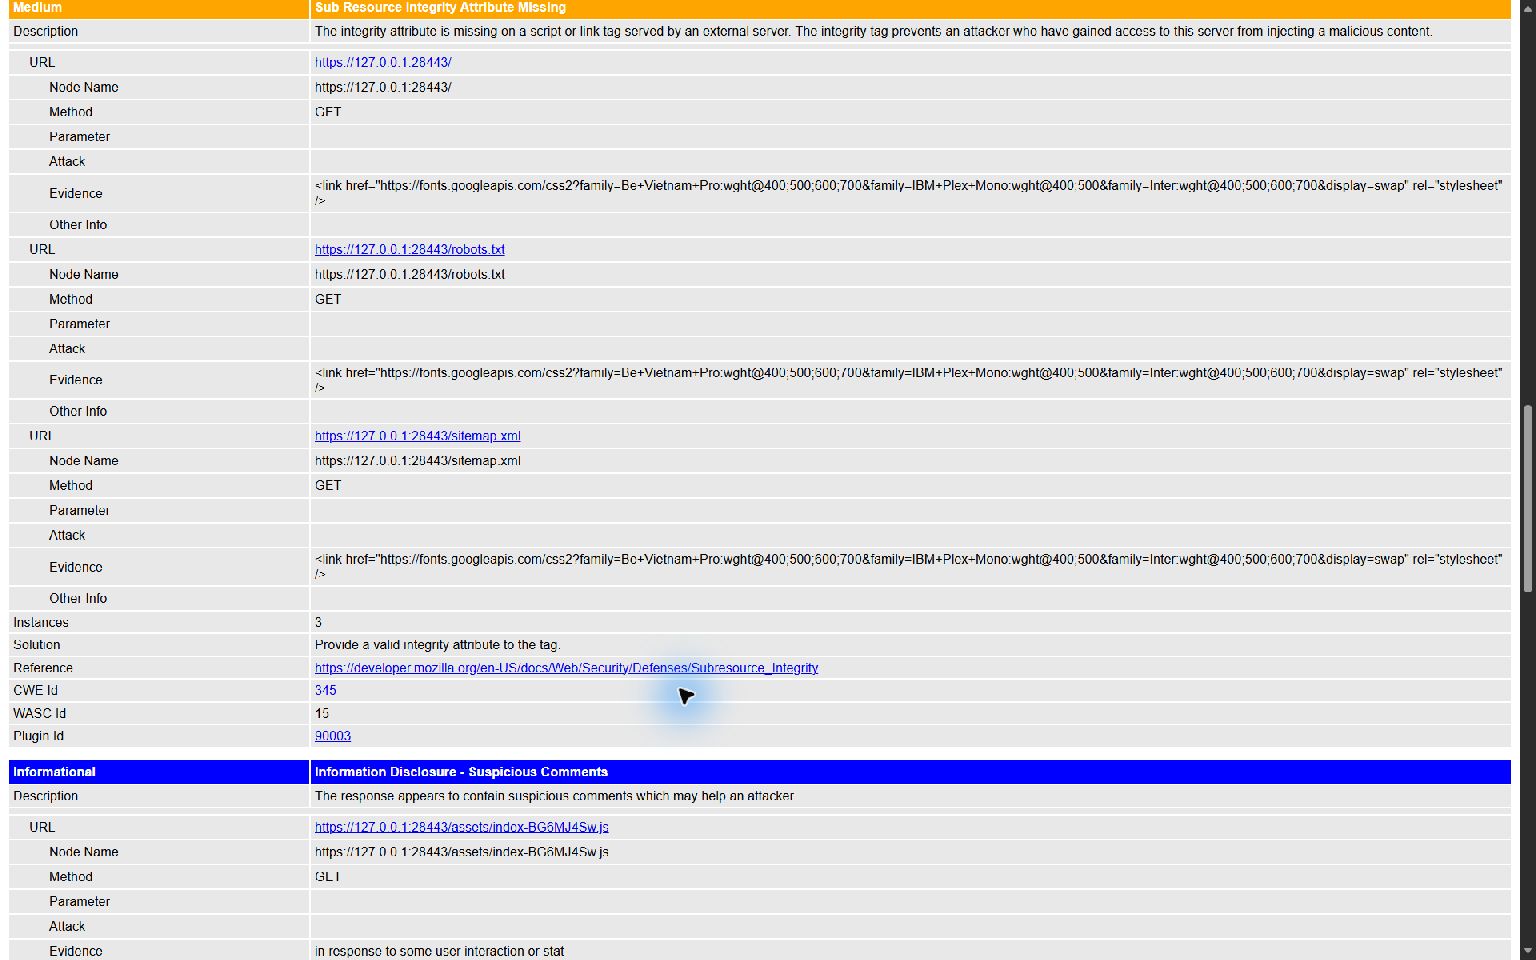 Medium Sub Resource Integrity Attribute Missing
Description The integrity attribute is missing on a script or link tag served by an external server. The integrity tag prevents an attacker who have gained access to this server from injecting a malicious content.
URL https://127.0.0.1:28443/
Node Name https://127.0.0.1:28443/
Method GET
Parameter
Attack
Evidence <link href="https://fonts.googleapis.com/css2?family=Be+Vietnam+Pro:wght@400;500;600;700&family=IBM+Plex+Mono:wght@400;500&family=Inter:wght@400;500;600;700&display=swap" rel="stylesheet"
/>
Other Info
URL https://127.0.0.1:28443/robots.txt
Node Name https://127.0.0.1:28443/robots.txt
Method GET
Parameter
Attack
Evidence <link href="https://fonts.googleapis.com/css2?family=Be+Vietnam+Pro:wght@400;500;600;700&family=IBM+Plex+Mono:wght@400;500&family=Inter:wght@400;500;600;700&display=swap" rel="stylesheet"
/>
Other Info
URL https://127.0.0.1:28443/sitemap.xml
Node Name https://127.0.0.1:28443/sitemap.xml
Method GET
Parameter
Attack
Evidence <link href="https://fonts.googleapis.com/css2?family=Be+Vietnam+Pro:wght@400;500;600;700&family=IBM+Plex+Mono:wght@400;500&family=Inter:wght@400;500;600;700&display=swap" rel="stylesheet"
/>
Other Info
Instances 3
Solution Provide a valid integrity attribute to the tag.
Reference https://developer.mozilla.org/en-US/docs/Web/Security/Defenses/Subresource_Integrity
CWE Id 345
WASC Id 15
Plugin Id 90003
Informational Information Disclosure - Suspicious Comments
Description The response appears to contain suspicious comments which may help an attacker.
URL https://127.0.0.1:28443/assets/index-BG6MJ4Sw.js
Node Name https://127.0.0.1:28443/assets/index-BG6MJ4Sw.js
Method GET
Parameter
Attack
Evidence in response to some user interaction or stat